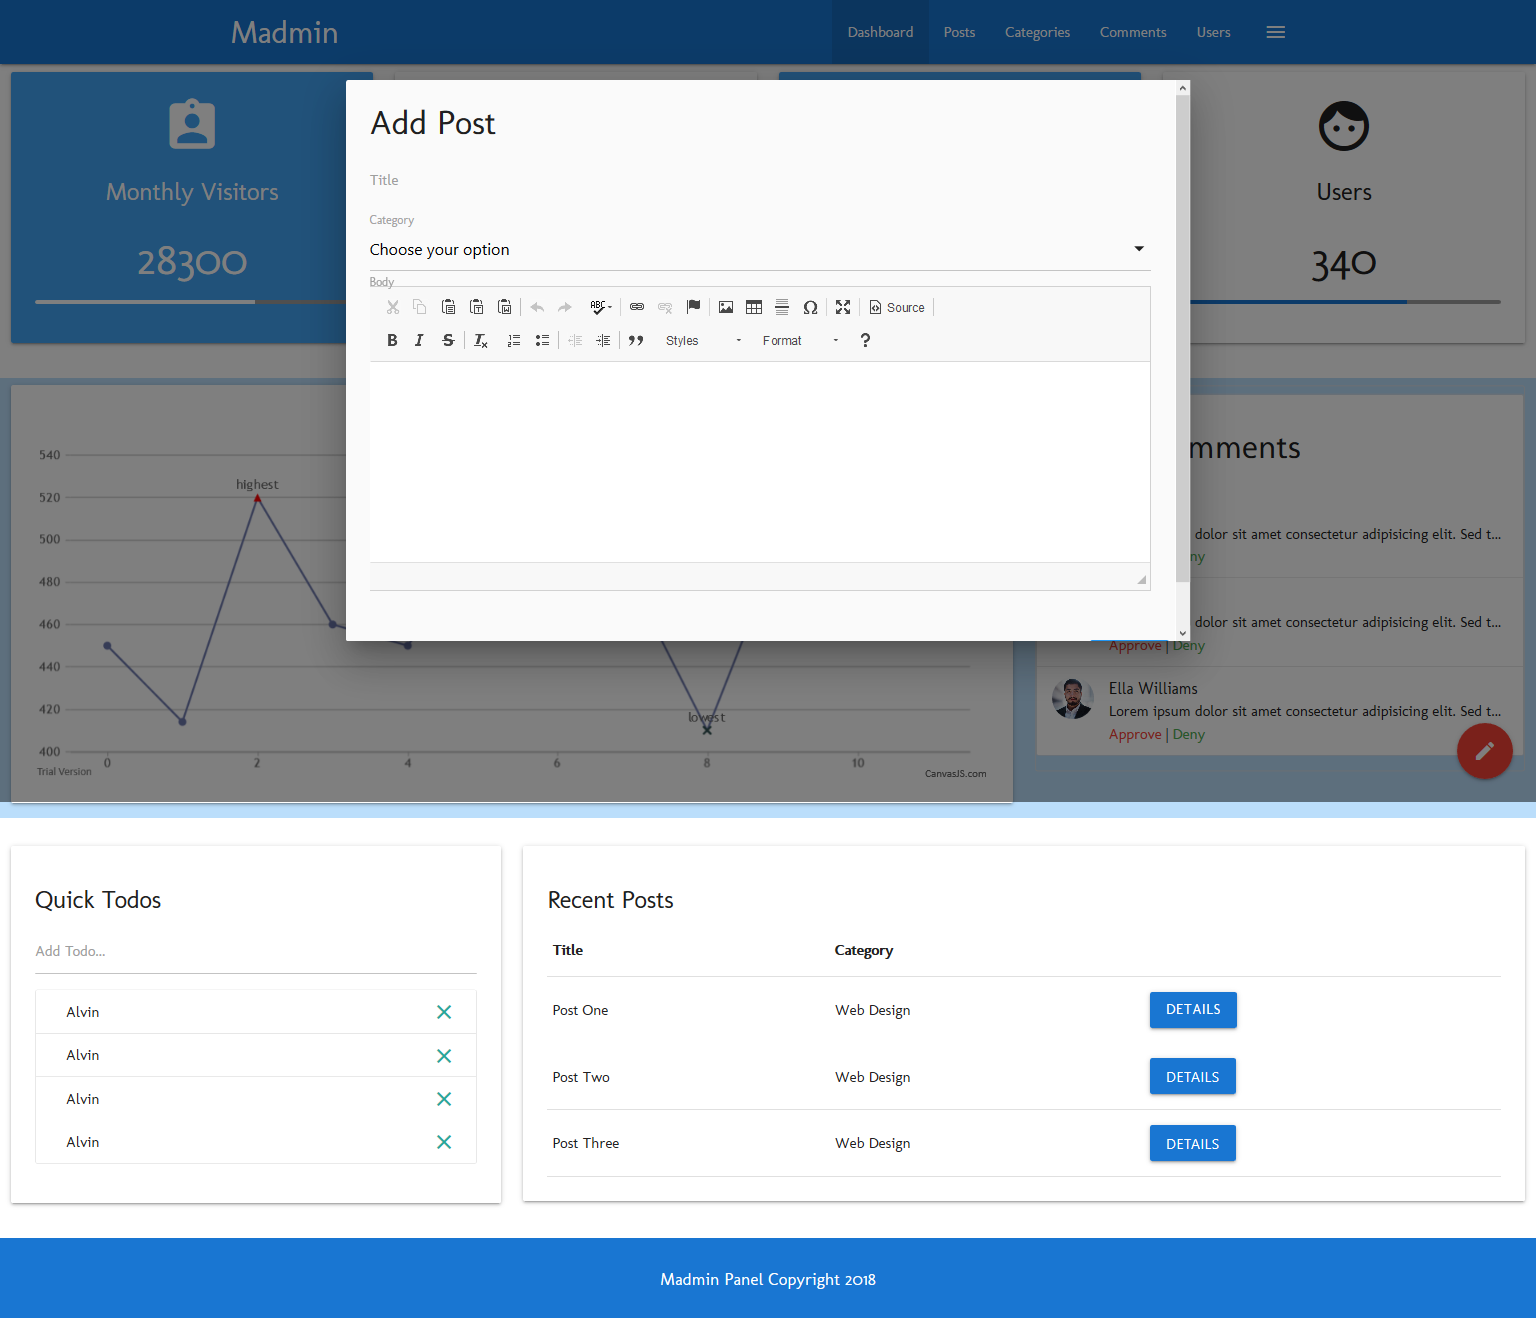 Madmin
Dashboard
Posts
Categories
Comments
Users
Monthly Visitors
28300
Users
340
Add Post
Title
Category
Choose your option
Body
ABC
Source
B I S
Styles
Format
?
540
520
500
480
460
440
420
400
highest
lowest
0 2 4 6 8 10
Trial Version
CanvasJS.com
mments
dolor sit amet consectetur adipisicing elit. Sed t...
ny
dolor sit amet consectetur adipisicing elit. Sed t...
Approve | Deny
Ella Williams
Lorem ipsum dolor sit amet consectetur adipisicing elit. Sed t...
Approve | Deny
Quick Todos
Add Todo...
Alvin
Alvin
Alvin
Alvin
Recent Posts
Title Category
Post One Web Design DETAILS
Post Two Web Design DETAILS
Post Three Web Design DETAILS
Madmin Panel Copyright 2018